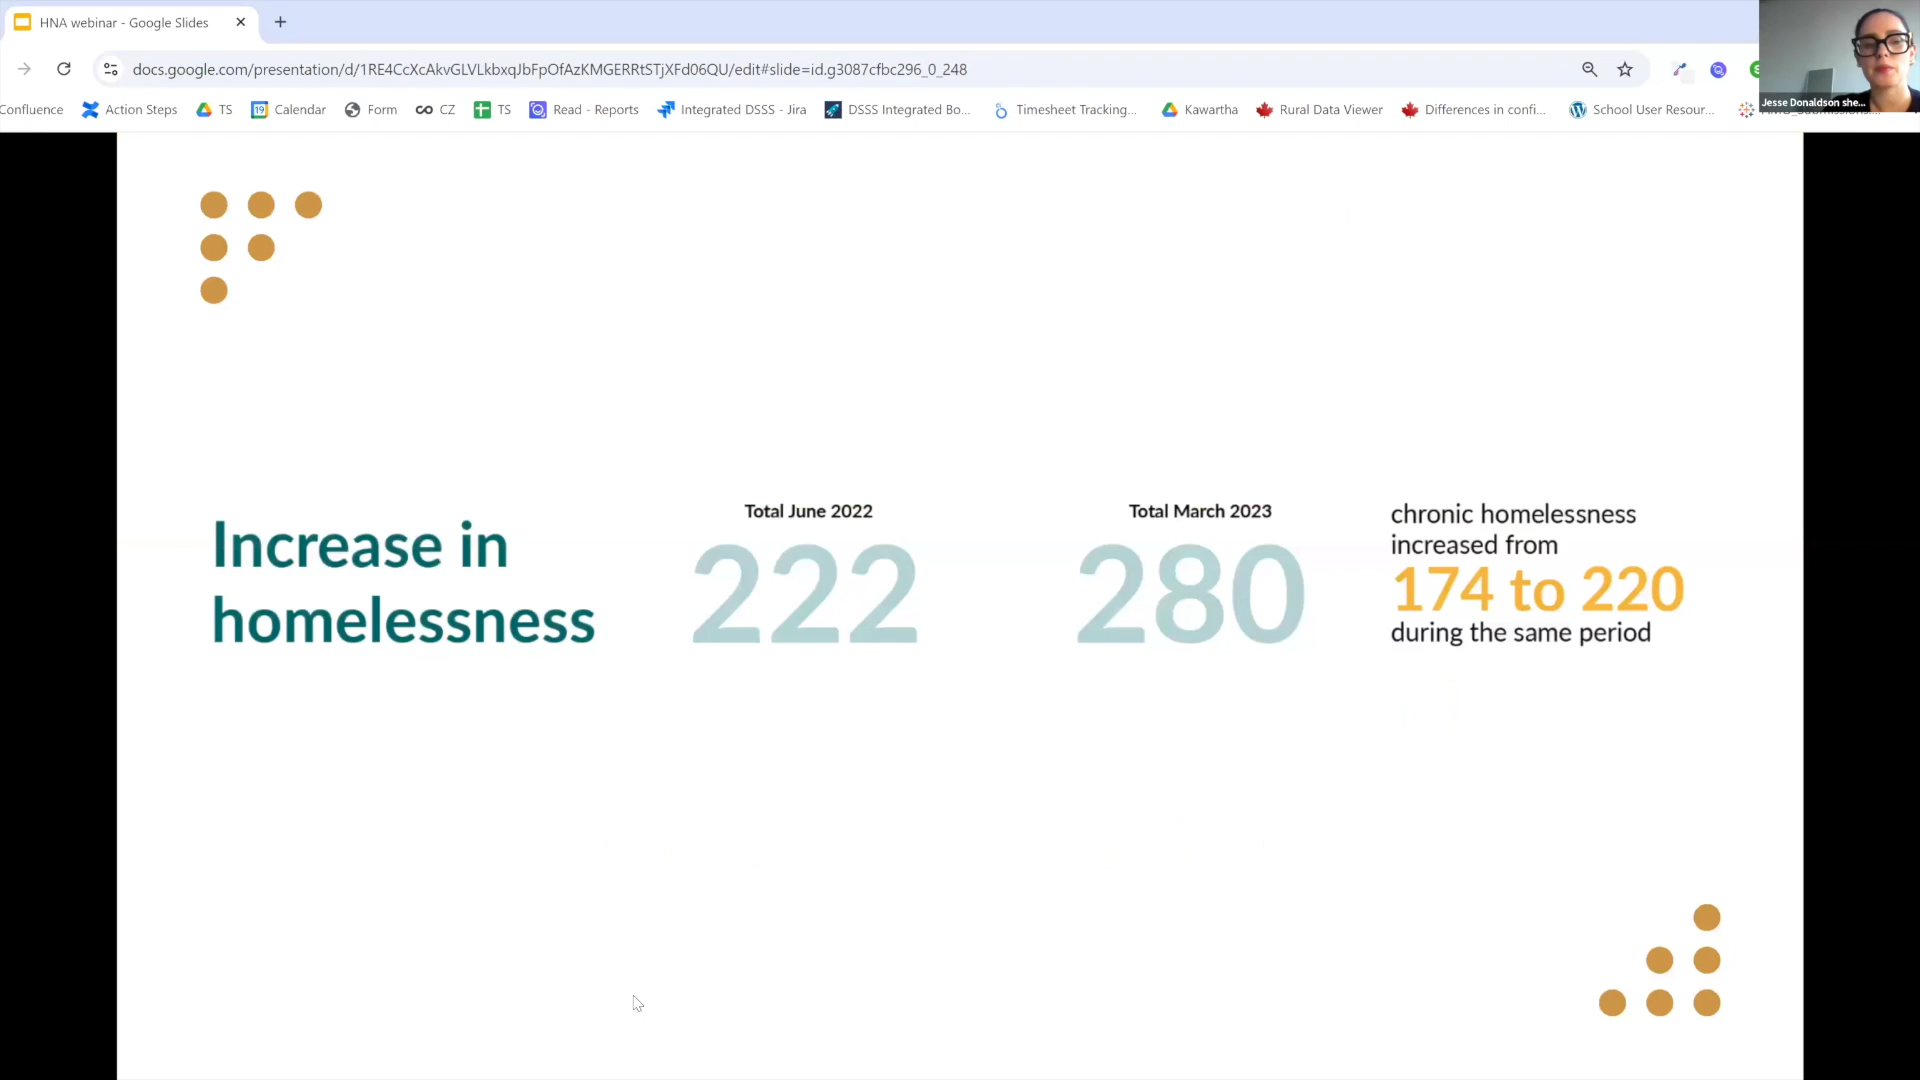 HNA webinar - Google Slides
docs.google.com/presentation/d/1RE4CcXcAkvGLVLkbxqJbFpOfAzKMGERRtSTjXFd06QU/edit#slide=id.g3087cfbc296_0_248
Confluence Action Steps TS 19 Calendar Form CZ TS Read - Reports Integrated DSSS - Jira DSSS Integrated Bo... Timesheet Tracking... Kawartha Rural Data Viewer Differences in confi... School User Resour...
Jesse Donaldson she...
Increase in
homelessness
Total June 2022
222
Total March 2023
280
chronic homelessness
increased from
174 to 220
during the same period